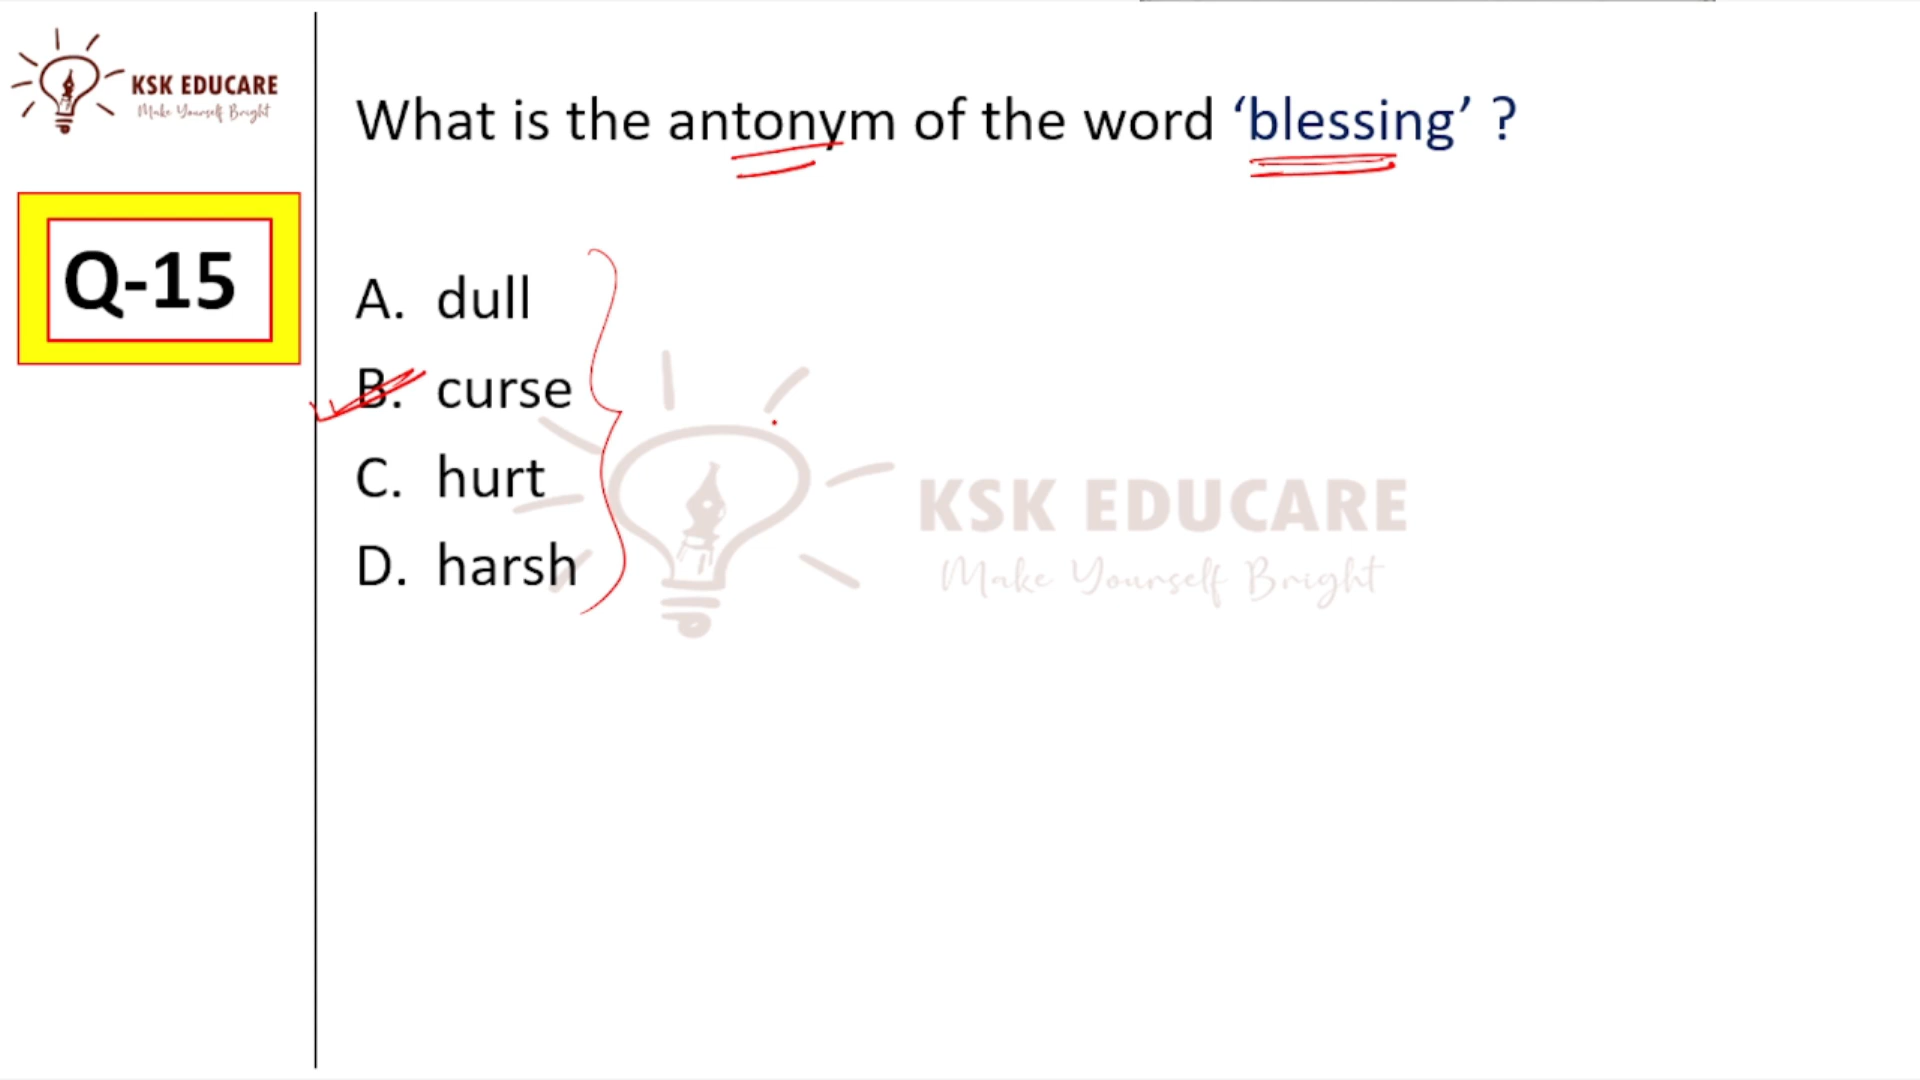 KSK EDUCARE
Make Yourself Bright
What is the antonym of the word ‘blessing’ ?
Q-15
A. dull
B. curse
C. hurt
D. harsh
KSK EDUCARE
Make Yourself Bright